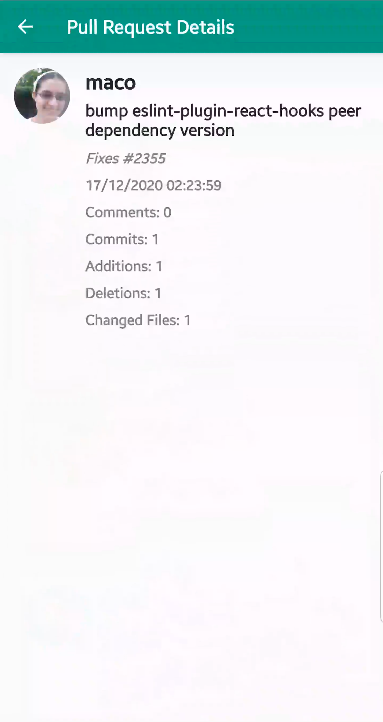 Pull Request Details
maco
bump eslint-plugin-react-hooks peer
dependency version
Fixes #2355
17/12/2020 02:23:59
Comments: 0
Commits: 1
Additions: 1
Deletions: 1
Changed Files: 1